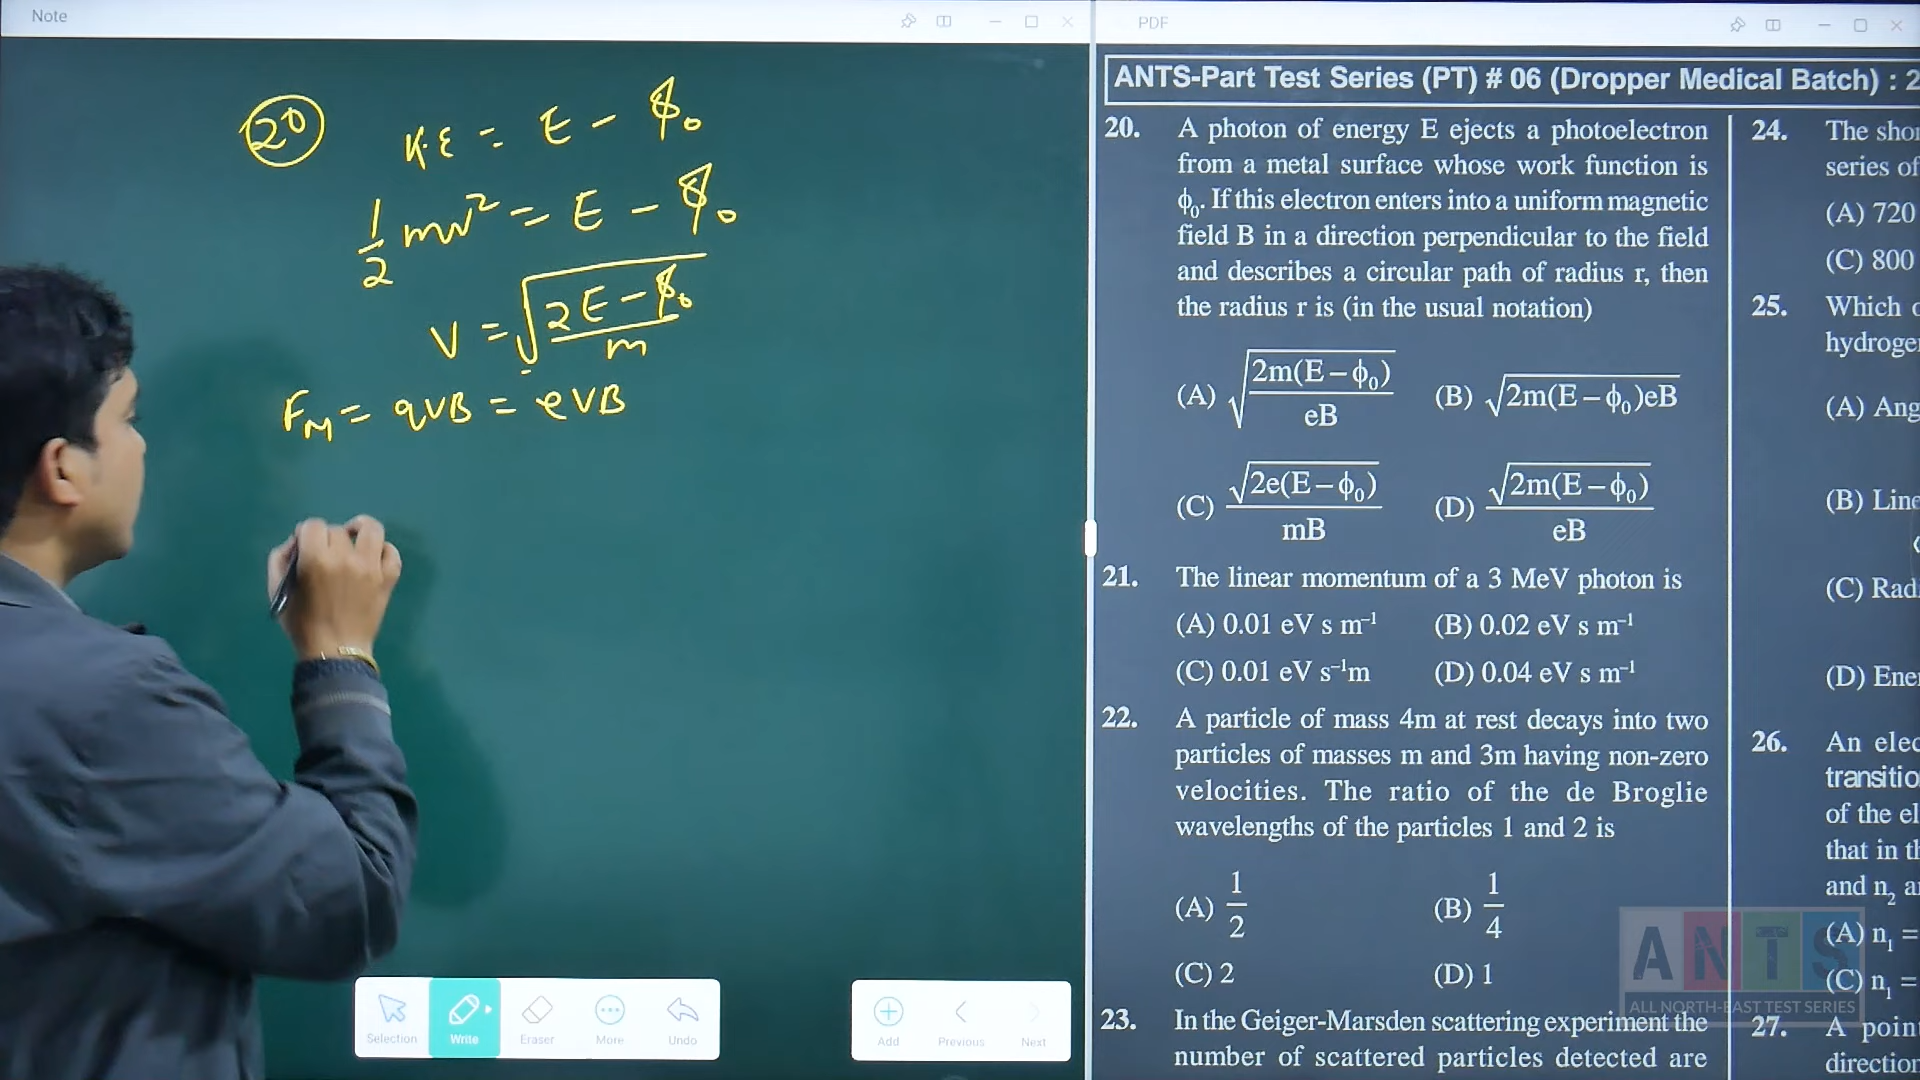 Note
20
K.E = E - ϕ₀
1/2 mv² = E - ϕ₀
V = √(2E - ϕ₀/m)
F_M = qVB = eVB
Selection
Write
Eraser
More
Undo
Add
Previous
Next
PDF
ANTS-Part Test Series (PT) # 06 (Dropper Medical Batch) : 2
20. A photon of energy E ejects a photoelectron
from a metal surface whose work function is
ϕ₀. If this electron enters into a uniform magnetic
field B in a direction perpendicular to the field
and describes a circular path of radius r, then
the radius r is (in the usual notation)
(A) √(2m(E – ϕ₀)/eB) (B) √(2m(E – ϕ₀)eB)
(C) √(2e(E – ϕ₀))/mB (D) √(2m(E – ϕ₀))/eB
21. The linear momentum of a 3 MeV photon is
(A) 0.01 eV s m⁻¹ (B) 0.02 eV s m⁻¹
(C) 0.01 eV s⁻¹m (D) 0.04 eV s m⁻¹
22. A particle of mass 4m at rest decays into two
particles of masses m and 3m having non-zero
velocities. The ratio of the de Broglie
wavelengths of the particles 1 and 2 is
(A) 1/2 (B) 1/4
(C) 2 (D) 1
23. In the Geiger-Marsden scattering experiment the
number of scattered particles detected are
24. The shor
series of
(A) 720
(C) 800
25. Which
hydroge
(A) Ang
(B) Line
(C) Rad
(D) Ene
26. An elec
transitio
of the el
that in th
and n₂ a
(A) n₁ =
(C) n₁ =
27. A poin
direction
ANTS
ALL NORTH-EAST TEST SERIES